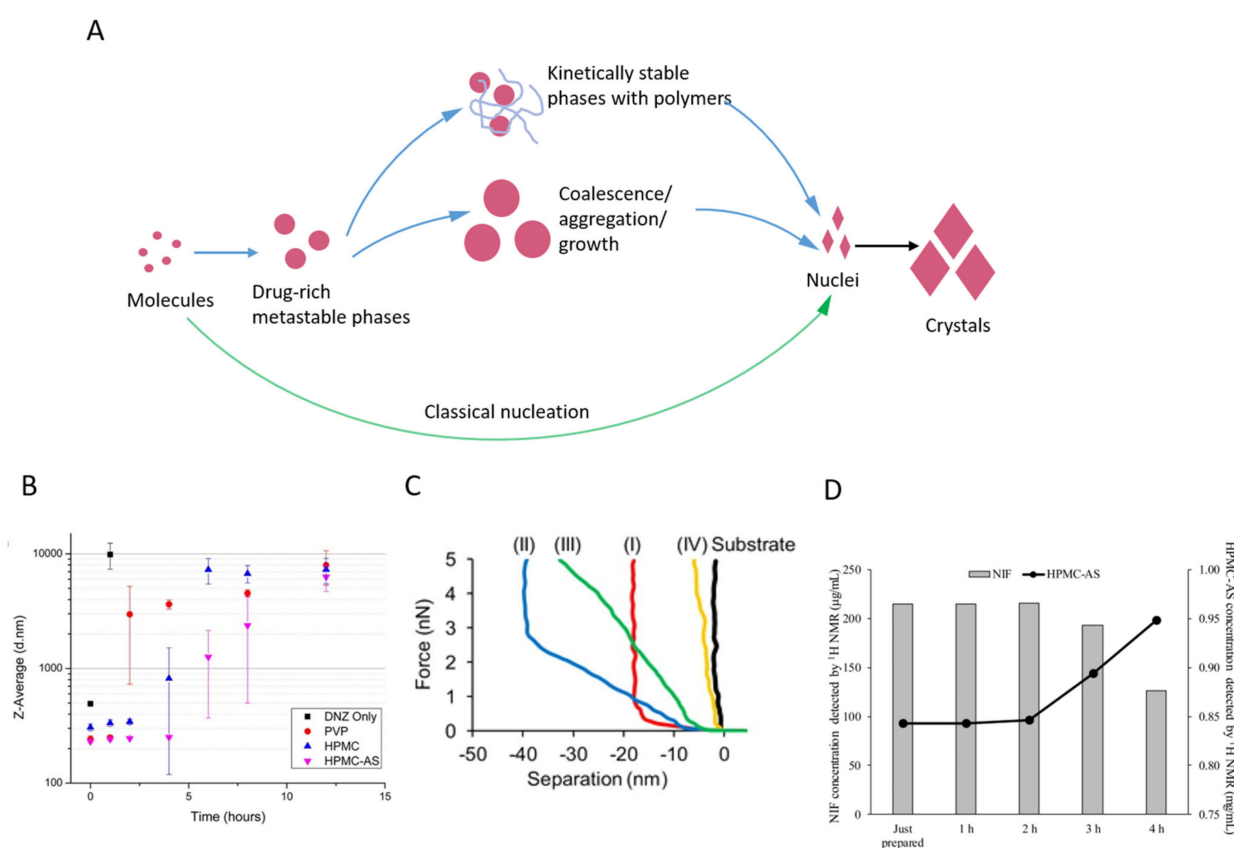 A
Kinetically stable
phases with polymers
Coalescence/
aggregation/
growth
Molecules
Drug-rich
metastable phases
Nuclei
Crystals
Classical nucleation
B
10000
1000
100
Z-Average (d.nm)
0
5
10
15
Time (hours)
DNZ Only
PVP
HPMC
HPMC-AS
C
(II) (III) (I) (IV) Substrate
5
4
3
2
1
0
Force (nN)
-50 -40 -30 -20 -10 0
Separation (nm)
D
NIF HPMC-AS
250
200
150
100
50
0
NIF concentration detected by ¹H NMR (µg/mL)
1.00
0.95
0.90
0.85
0.80
0.75
HPMC-AS concentration detected by ¹H NMR (mg/mL)
Just
prepared
1 h
2 h
3 h
4 h